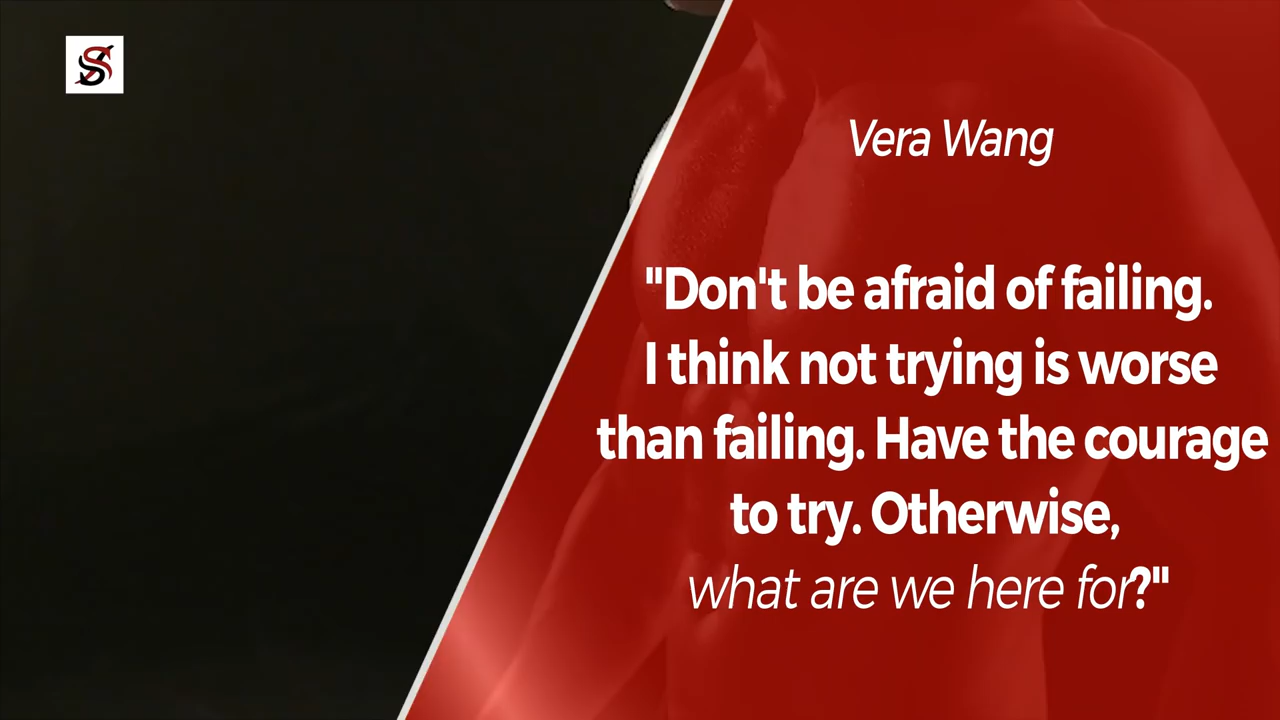 Vera Wang
"Don't be afraid of failing.
I think not trying is worse
than failing. Have the courage
to try. Otherwise,
what are we here for?"